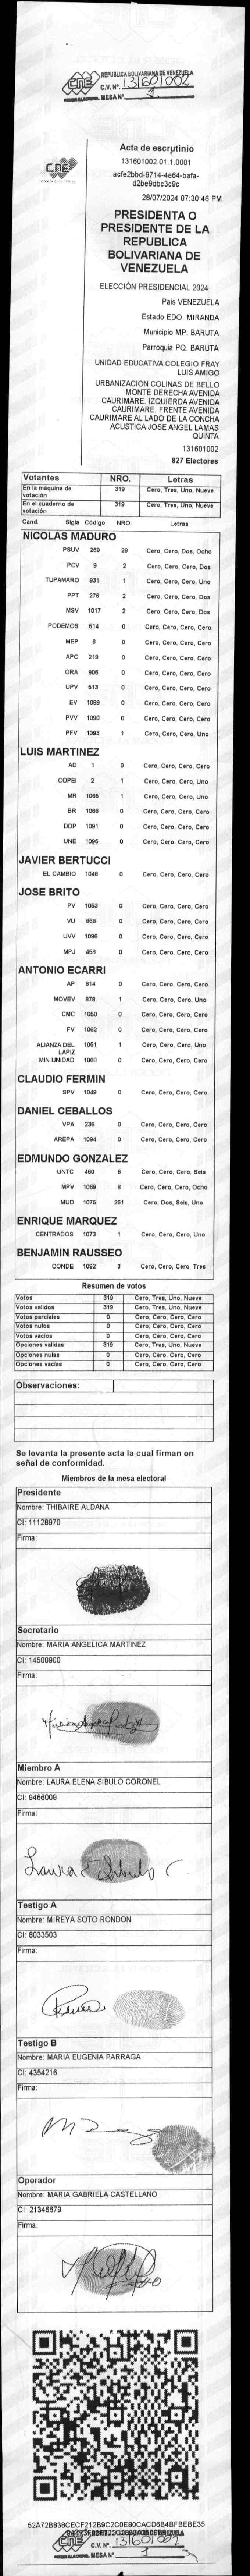 REPÚBLICA BOLIVARIANA DE VENEZUELA
CNE
C.V. N°. 131601002
PODER ELECTORAL MESA N°. 1
CNE
Acta de escrutinio
131601002.01.1.0001
acfe2bbd-9714-4e64-bafa-
d2be9dbc3c9c
28/07/2024 07:30:46 PM
PRESIDENTA O
PRESIDENTE DE LA
REPUBLICA
BOLIVARIANA DE
VENEZUELA
ELECCIÓN PRESIDENCIAL 2024
País VENEZUELA
Estado EDO. MIRANDA
Municipio MP. BARUTA
Parroquia PQ. BARUTA
UNIDAD EDUCATIVA COLEGIO FRAY
LUIS AMIGO
URBANIZACION COLINAS DE BELLO
MONTE DERECHA AVENIDA
CAURIMARE. IZQUIERDA AVENIDA
CAURIMARE. FRENTE AVENIDA
CAURIMARE AL LADO DE LA CONCHA
ACUSTICA JOSE ANGEL LAMAS
QUINTA
131601002
827 Electores
Votantes NRO. Letras
En la máquina de votación 319 Cero, Tres, Uno, Nueve
En el cuaderno de votación 319 Cero, Tres, Uno, Nueve
Cand. Sigla Código NRO. Letras
NICOLAS MADURO
PSUV 269 28 Cero, Cero, Dos, Ocho
PCV 9 2 Cero, Cero, Cero, Dos
TUPAMARO 931 1 Cero, Cero, Cero, Uno
PPT 276 2 Cero, Cero, Cero, Dos
MSV 1017 2 Cero, Cero, Cero, Dos
PODEMOS 514 0 Cero, Cero, Cero, Cero
MEP 6 0 Cero, Cero, Cero, Cero
APC 219 0 Cero, Cero, Cero, Cero
ORA 906 0 Cero, Cero, Cero, Cero
UPV 513 0 Cero, Cero, Cero, Cero
EV 1089 0 Cero, Cero, Cero, Cero
PVV 1090 0 Cero, Cero, Cero, Cero
PFV 1093 1 Cero, Cero, Cero, Uno
LUIS MARTINEZ
AD 1 0 Cero, Cero, Cero, Cero
COPEI 2 1 Cero, Cero, Cero, Uno
MR 1065 1 Cero, Cero, Cero, Uno
BR 1066 0 Cero, Cero, Cero, Cero
DDP 1091 0 Cero, Cero, Cero, Cero
UNE 1095 0 Cero, Cero, Cero, Cero
JAVIER BERTUCCI
EL CAMBIO 1048 0 Cero, Cero, Cero, Cero
JOSE BRITO
PV 1053 0 Cero, Cero, Cero, Cero
VU 868 0 Cero, Cero, Cero, Cero
UVV 1096 0 Cero, Cero, Cero, Cero
MPJ 458 0 Cero, Cero, Cero, Cero
ANTONIO ECARRI
AP 814 0 Cero, Cero, Cero, Cero
MOVEV 878 1 Cero, Cero, Cero, Uno
CMC 1050 0 Cero, Cero, Cero, Cero
FV 1062 0 Cero, Cero, Cero, Cero
ALIANZA DEL LAPIZ 1051 1 Cero, Cero, Cero, Uno
MIN UNIDAD 1058 0 Cero, Cero, Cero, Cero
CLAUDIO FERMIN
SPV 1049 0 Cero, Cero, Cero, Cero
DANIEL CEBALLOS
VPA 236 0 Cero, Cero, Cero, Cero
AREPA 1094 0 Cero, Cero, Cero, Cero
EDMUNDO GONZALEZ
UNTC 460 6 Cero, Cero, Cero, Seis
MPV 1069 8 Cero, Cero, Cero, Ocho
MUD 1075 261 Cero, Dos, Seis, Uno
ENRIQUE MARQUEZ
CENTRADOS 1073 1 Cero, Cero, Cero, Uno
BENJAMIN RAUSSEO
CONDE 1092 3 Cero, Cero, Cero, Tres
Resumen de votos
Votos 319 Cero, Tres, Uno, Nueve
Votos validos 319 Cero, Tres, Uno, Nueve
Votos parciales 0 Cero, Cero, Cero, Cero
Votos nulos 0 Cero, Cero, Cero, Cero
Votos vacios 0 Cero, Cero, Cero, Cero
Opciones validas 319 Cero, Tres, Uno, Nueve
Opciones nulas 0 Cero, Cero, Cero, Cero
Opciones vacias 0 Cero, Cero, Cero, Cero
Observaciones:
Se levanta la presente acta la cual firman en
señal de conformidad.
Miembros de la mesa electoral
Presidente
Nombre: THIBAIRE ALDANA
CI: 11128970
Firma:
Secretario
Nombre: MARIA ANGELICA MARTINEZ
CI: 14500900
Firma:
Miembro A
Nombre: LAURA ELENA SIBULO CORONEL
CI: 9466009
Firma:
Laura Sibulo C
Testigo A
Nombre: MIREYA SOTO RONDON
CI: 8033503
Firma:
Testigo B
Nombre: MARIA EUGENIA PARRAGA
CI: 4354216
Firma:
Operador
Nombre: MARIA GABRIELA CASTELLANO
CI: 21346679
Firma:
52A72B838CECF212B9C2C0E80CACD6B4BFBEBE35
CNE
C.V. N°. 131601002
PODER ELECTORAL MESA N°. 1